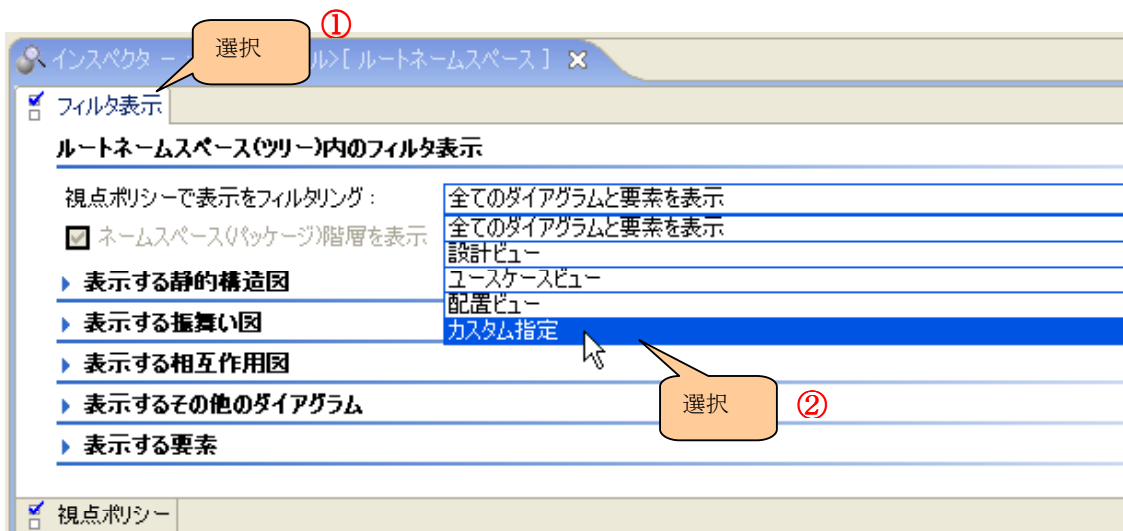 ①
選択
インスペクタ － ル>[ ルートネームスペース ]
フィルタ表示
ルートネームスペース(ツリー)内のフィルタ表示
視点ポリシーで表示をフィルタリング： 全てのダイアグラムと要素を表示
全てのダイアグラムと要素を表示
ネームスペース(パッケージ)階層を表示
設計ビュー
ユースケースビュー
配置ビュー
カスタム指定
表示する静的構造図
表示する振舞い図
表示する相互作用図
表示するその他のダイアグラム
表示する要素
選択
②
視点ポリシー